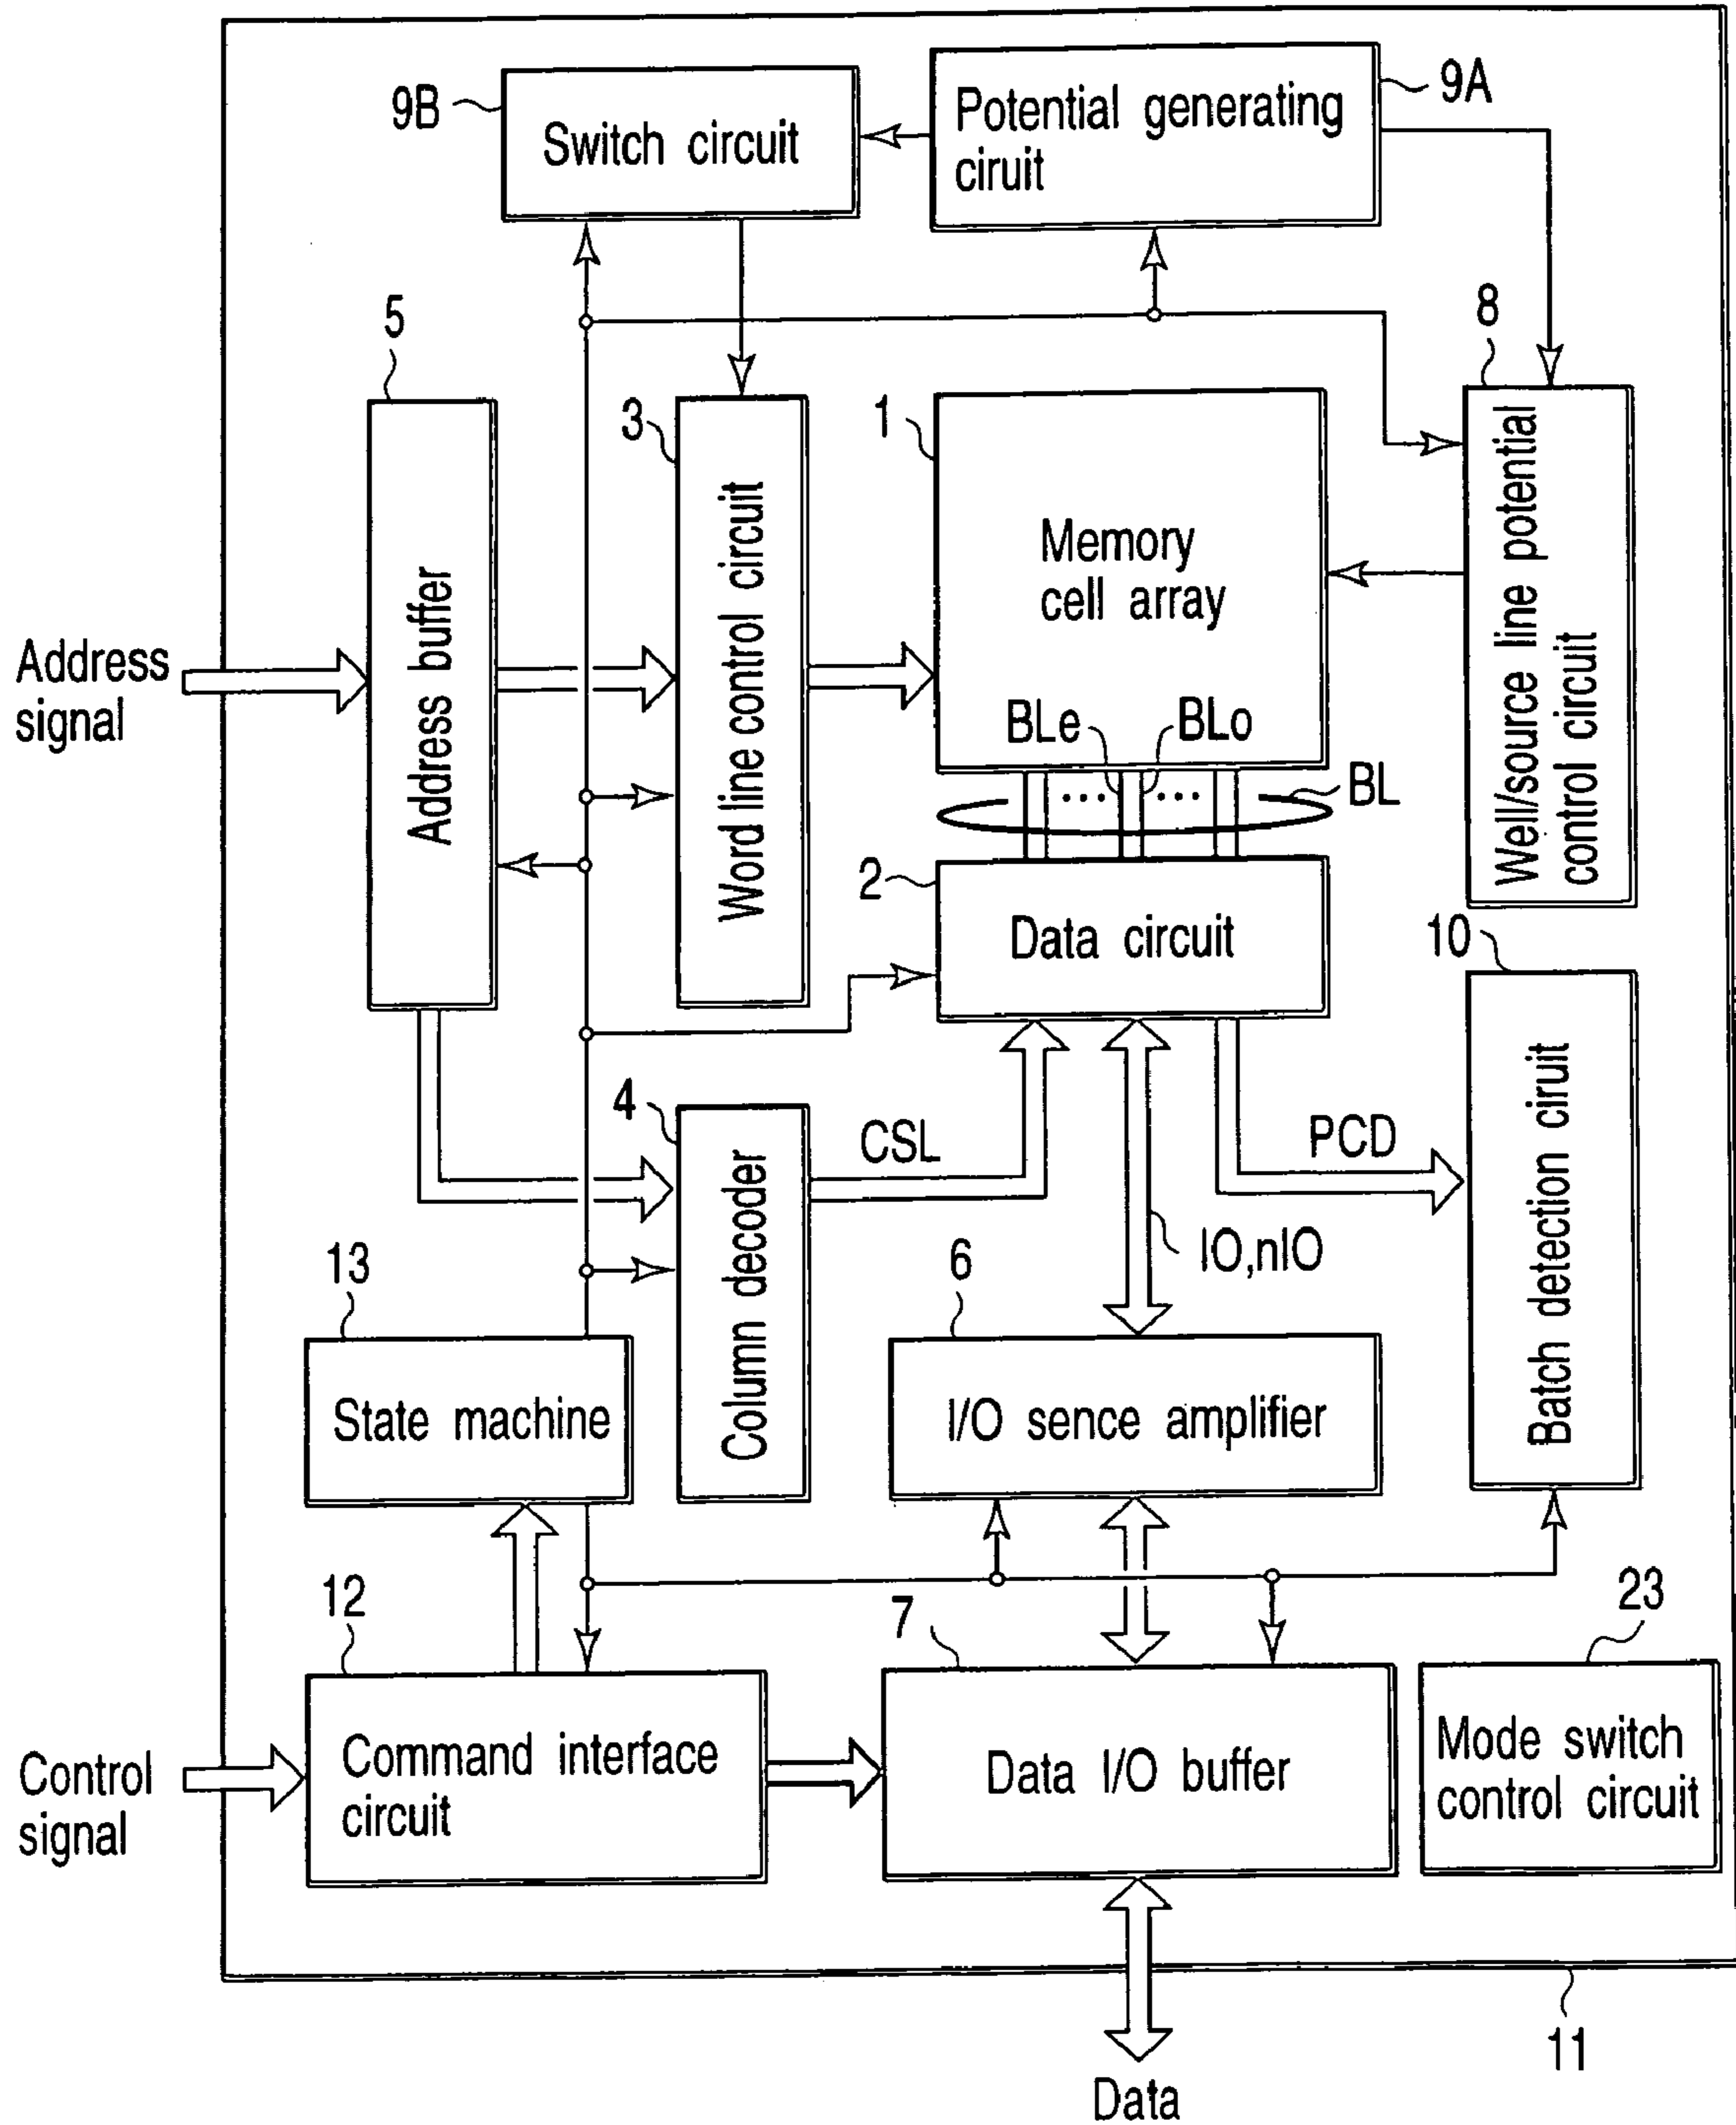 9B
Switch circuit
Potential generating
ciruit
9A
5
3
1
8
Address
signal
Address buffer
Word line control circuit
Memory
cell array
BLe
BLo
BL
Well/source line potential
control circuit
2
Data circuit
10
4
CSL
PCD
IO,nIO
Column decoder
Batch detection ciruit
13
State machine
6
I/O sence amplifier
12
7
23
Control
signal
Command interface
circuit
Data I/O buffer
Mode switch
control circuit
11
Data